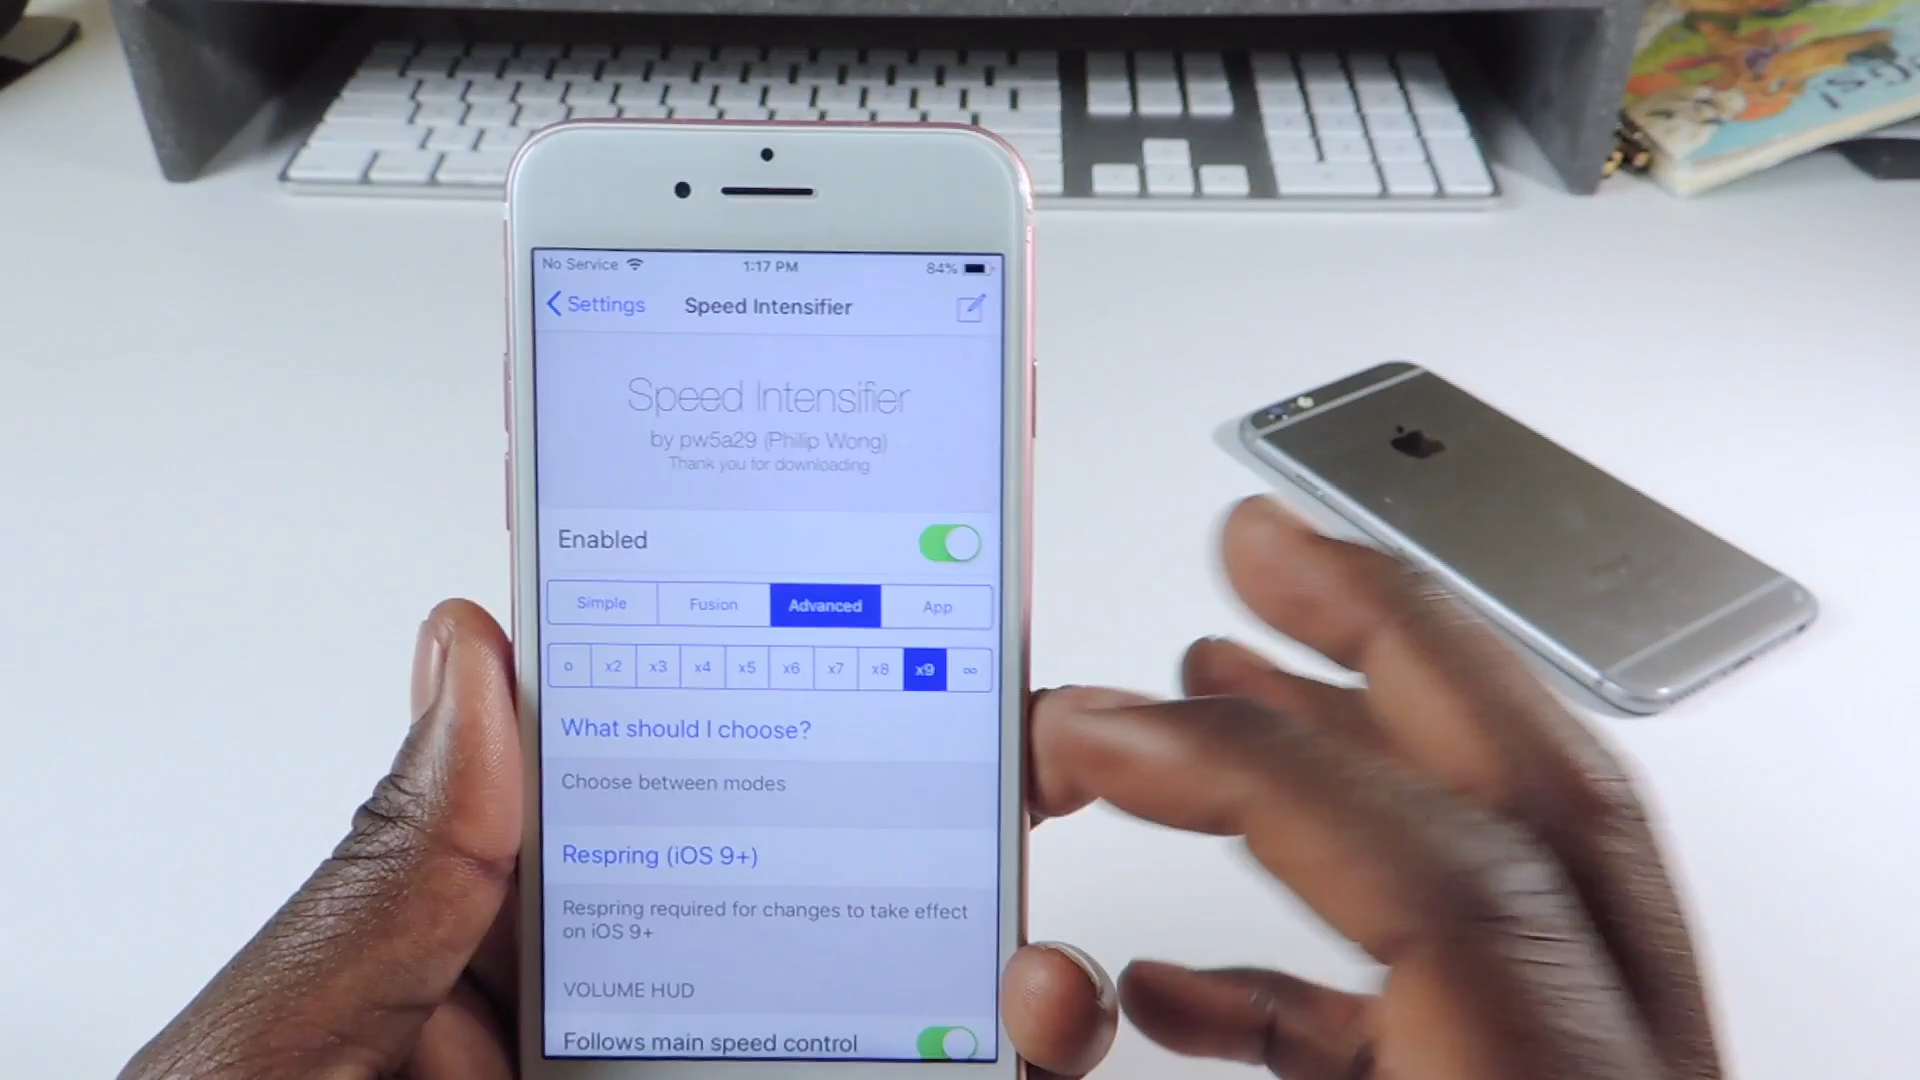 No Service
1:17 PM
84%
Settings
Speed Intensifier
Speed Intensifier
by pw5a29 (Philip Wong)
Thank you for downloading
Enabled
Simple Fusion Advanced App
o x2 x3 x4 x5 x6 x7 x8 x9 ∞
What should I choose?
Choose between modes
Respring (iOS 9+)
Respring required for changes to take effect
on iOS 9+
VOLUME HUD
Follows main speed control